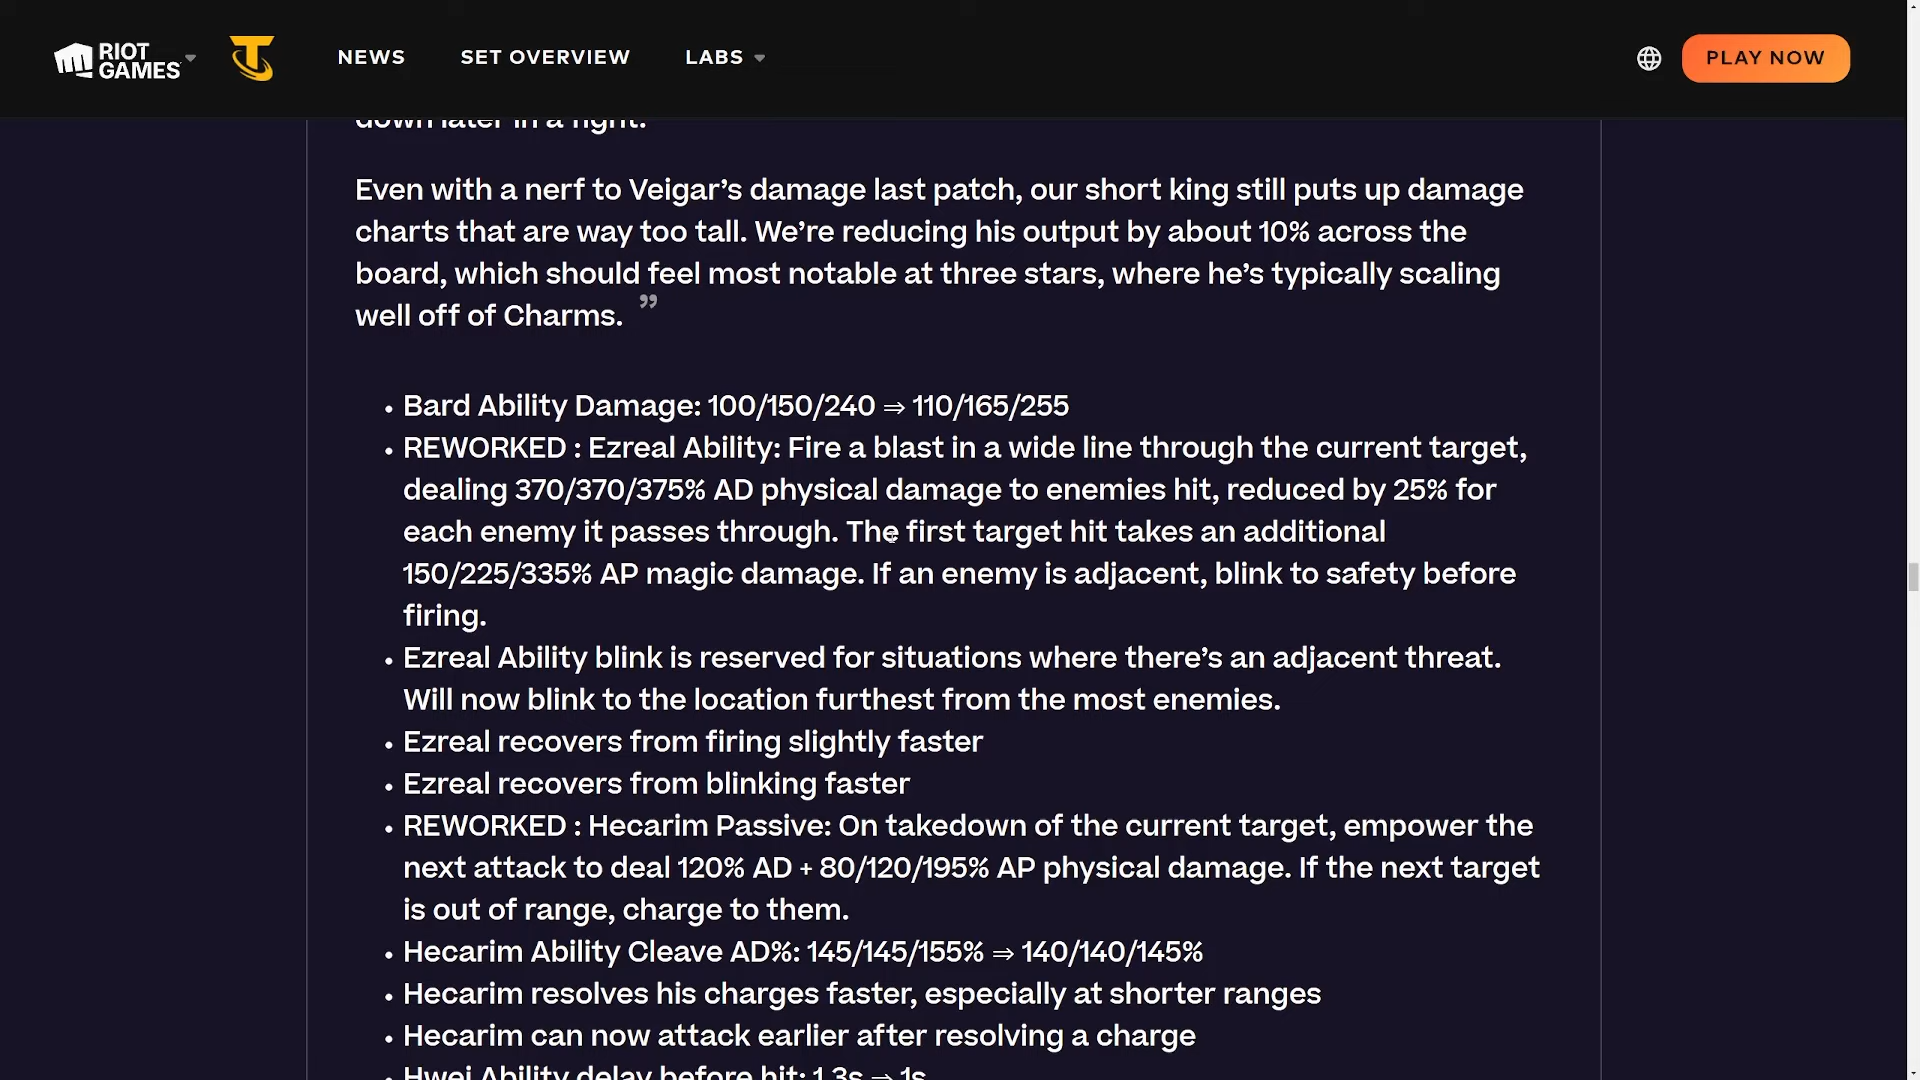 RIOT
GAMES
NEWS
SET OVERVIEW
LABS
PLAY NOW
down later in a fight.
Even with a nerf to Veigar’s damage last patch, our short king still puts up damage
charts that are way too tall. We’re reducing his output by about 10% across the
board, which should feel most notable at three stars, where he’s typically scaling
well off of Charms. ”
• Bard Ability Damage: 100/150/240 ⇒ 110/165/255
• REWORKED : Ezreal Ability: Fire a blast in a wide line through the current target,
dealing 370/370/375% AD physical damage to enemies hit, reduced by 25% for
each enemy it passes through. The first target hit takes an additional
150/225/335% AP magic damage. If an enemy is adjacent, blink to safety before
firing.
• Ezreal Ability blink is reserved for situations where there’s an adjacent threat.
Will now blink to the location furthest from the most enemies.
• Ezreal recovers from firing slightly faster
• Ezreal recovers from blinking faster
• REWORKED : Hecarim Passive: On takedown of the current target, empower the
next attack to deal 120% AD + 80/120/195% AP physical damage. If the next target
is out of range, charge to them.
• Hecarim Ability Cleave AD%: 145/145/155% ⇒ 140/140/145%
• Hecarim resolves his charges faster, especially at shorter ranges
• Hecarim can now attack earlier after resolving a charge
• Hwei Ability delay before hit: 1.3s ⇒ 1s